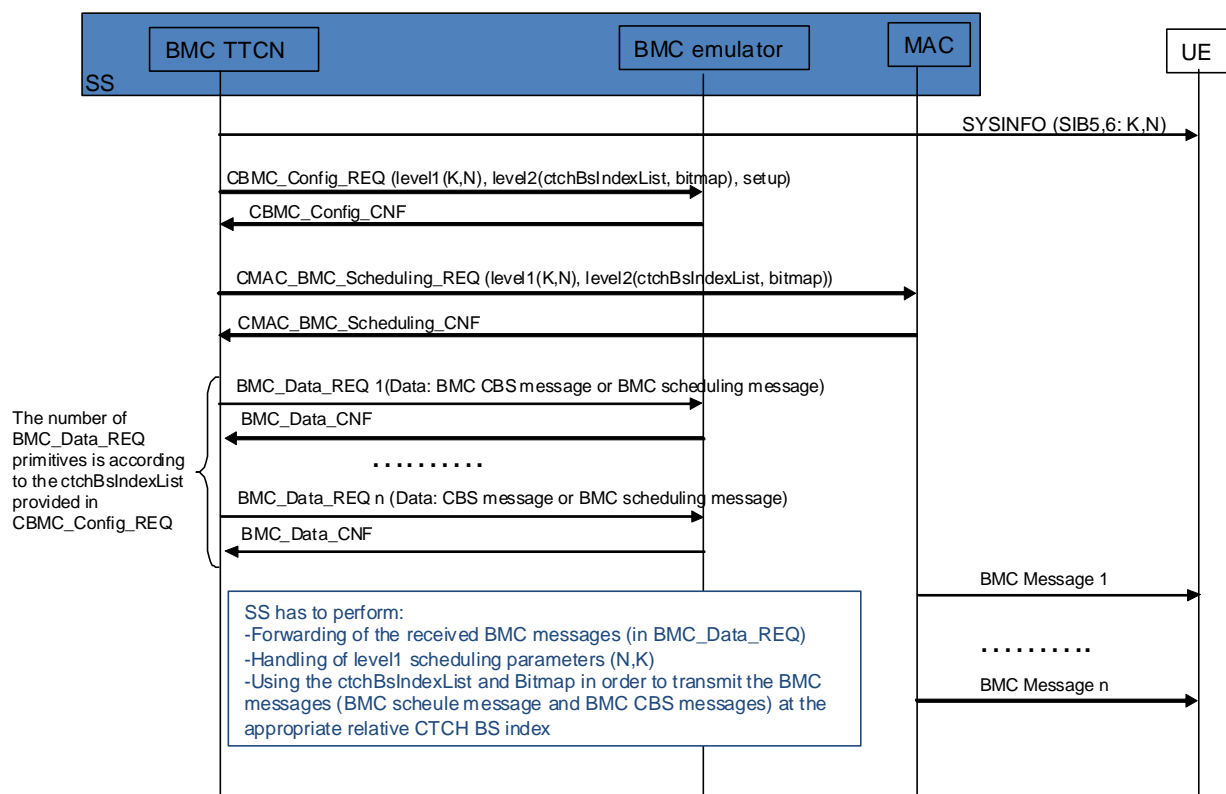 BMC TTCN
BMC emulator
MAC
UE
SS
SYSINFO (SIB5,6: K,N)
CBMC_Config_REQ (level1(K,N), level2(ctchBsIndexList, bitmap), setup)
CBMC_Config_CNF
CMAC_BMC_Scheduling_REQ (level1(K,N), level2(ctchBsIndexList, bitmap))
CMAC_BMC_Scheduling_CNF
BMC_Data_REQ 1(Data: BMC CBS message or BMC scheduling message)
BMC_Data_CNF
..........
The number of
BMC_Data_REQ
primitives is according
to the ctchBsIndexList
provided in
CBMC_Config_REQ
BMC_Data_REQ n (Data: CBS message or BMC scheduling message)
BMC_Data_CNF
BMC Message 1
..........
BMC Message n
SS has to perform:
-Forwarding of the received BMC messages (in BMC_Data_REQ)
-Handling of level1 scheduling parameters (N,K)
-Using the ctchBsIndexList and Bitmap in order to transmit the BMC
messages (BMC scheule message and BMC CBS messages) at the
appropriate relative CTCH BS index